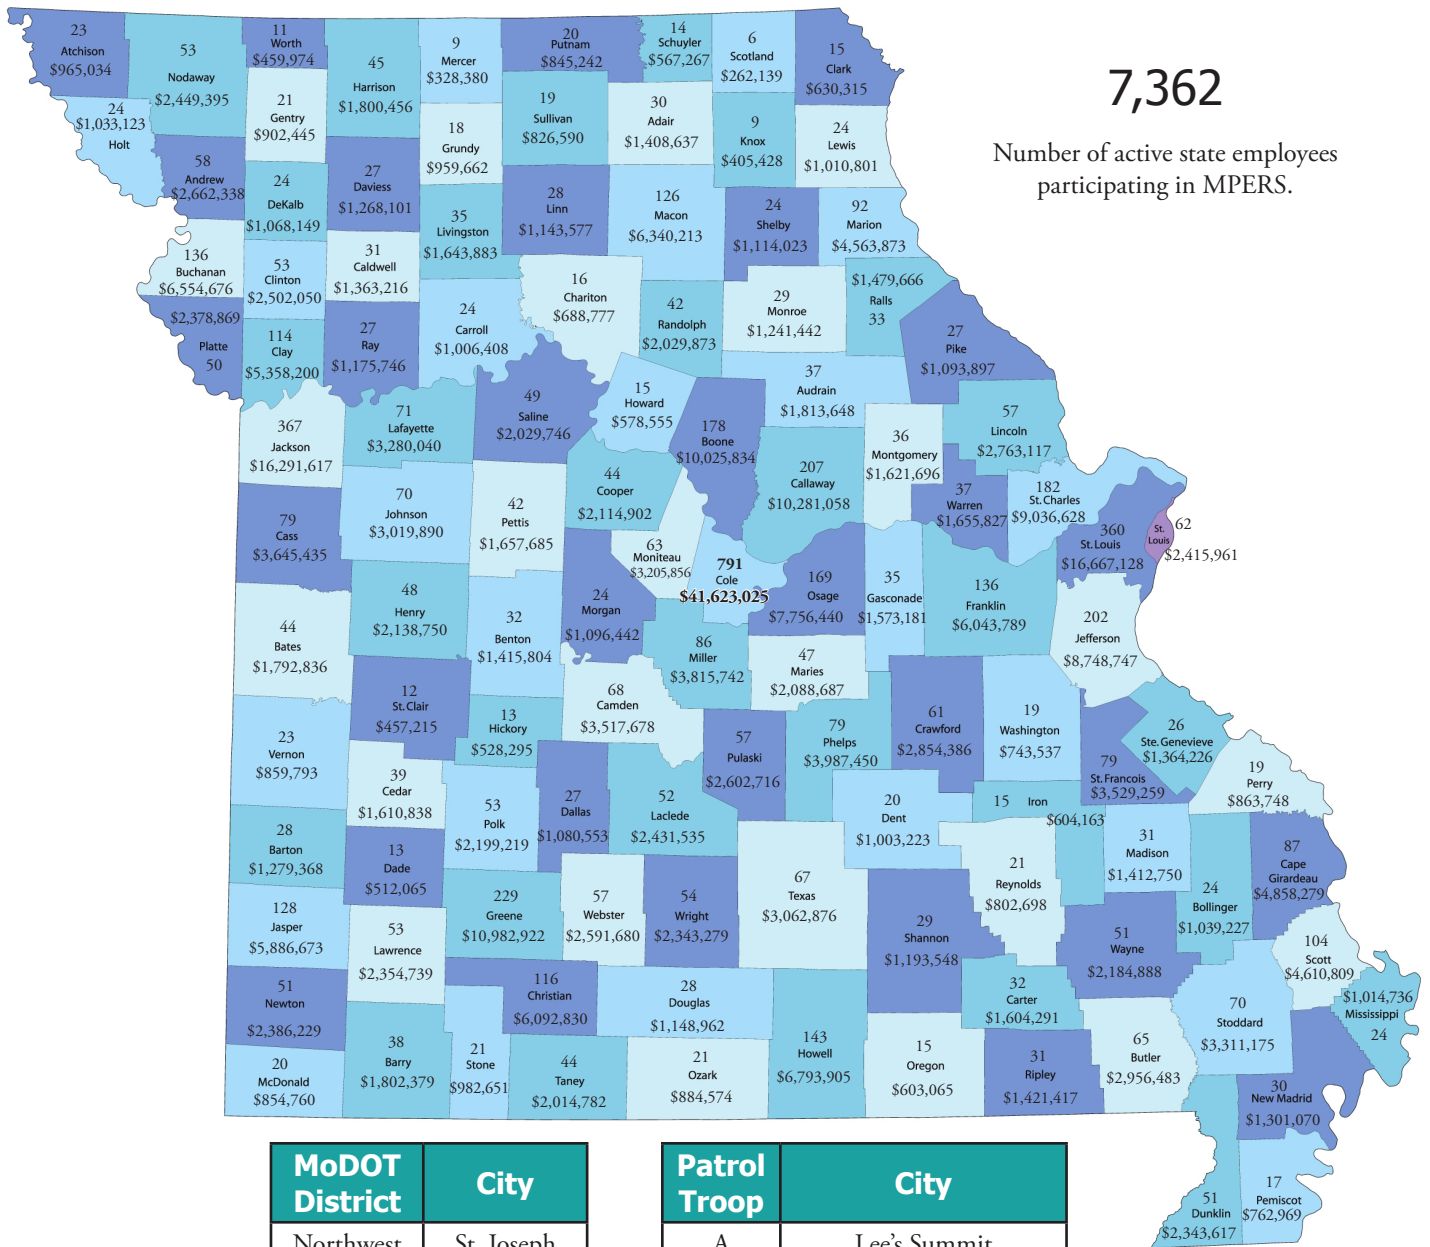 7,362
Number of active state employees
participating in MPERS.
23
Atchison
$965,034
53
Nodaway
$2,449,395
11
Worth
$459,974
45
Harrison
$1,800,456
9
Mercer
$328,380
20
Putnam
$845,242
14
Schuyler
$567,267
6
Scotland
$262,139
15
Clark
$630,315
24
$1,033,123
Holt
21
Gentry
$902,445
18
Grundy
$959,662
19
Sullivan
$826,590
30
Adair
$1,408,637
9
Knox
$405,428
24
Lewis
$1,010,801
58
Andrew
$2,662,338
24
DeKalb
$1,068,149
27
Daviess
$1,268,101
35
Livingston
$1,643,883
28
Linn
$1,143,577
126
Macon
$6,340,213
24
Shelby
$1,114,023
92
Marion
$4,563,873
136
Buchanan
$6,554,676
53
Clinton
$2,502,050
31
Caldwell
$1,363,216
24
Carroll
$1,006,408
16
Chariton
$688,777
42
Randolph
$2,029,873
29
Monroe
$1,241,442
$1,479,666
Ralls
33
27
Pike
$1,093,897
$2,378,869
Platte
50
114
Clay
$5,358,200
27
Ray
$1,175,746
367
Jackson
$16,291,617
71
Lafayette
$3,280,040
49
Saline
$2,029,746
15
Howard
$578,555
178
Boone
$10,025,834
37
Audrain
$1,813,648
207
Callaway
$10,281,058
36
Montgomery
$1,621,696
57
Lincoln
$2,763,117
37
Warren
$1,655,827
182
St. Charles
$9,036,628
360
St. Louis
$16,667,128
St.
Louis
62
$2,415,961
79
Cass
$3,645,435
70
Johnson
$3,019,890
42
Pettis
$1,657,685
44
Cooper
$2,114,902
63
Moniteau
$3,205,856
791
Cole
$41,623,025
169
Osage
$7,756,440
35
Gasconade
$1,573,181
136
Franklin
$6,043,789
202
Jefferson
$8,748,747
44
Bates
$1,792,836
48
Henry
$2,138,750
32
Benton
$1,415,804
24
Morgan
$1,096,442
86
Miller
$3,815,742
47
Maries
$2,088,687
23
Vernon
$859,793
12
St. Clair
$457,215
13
Hickory
$528,295
68
Camden
$3,517,678
57
Pulaski
$2,602,716
79
Phelps
$3,987,450
61
Crawford
$2,854,386
19
Washington
$743,537
79
St. Francois
$3,529,259
26
Ste. Genevieve
$1,364,226
19
Perry
$863,748
39
Cedar
$1,610,838
53
Polk
$2,199,219
27
Dallas
$1,080,553
52
Laclede
$2,431,535
20
Dent
$1,003,223
15 Iron
$604,163
31
Madison
$1,412,750
28
Barton
$1,279,368
13
Dade
$512,065
229
Greene
$10,982,922
57
Webster
$2,591,680
54
Wright
$2,343,279
67
Texas
$3,062,876
29
Shannon
$1,193,548
21
Reynolds
$802,698
51
Wayne
$2,184,888
24
Bollinger
$1,039,227
87
Cape
Girardeau
$4,858,279
128
Jasper
$5,886,673
53
Lawrence
$2,354,739
116
Christian
$6,092,830
28
Douglas
$1,148,962
143
Howell
$6,793,905
32
Carter
$1,604,291
70
Stoddard
$3,311,175
104
Scott
$4,610,809
$1,014,736
Mississippi
24
51
Newton
$2,386,229
20
McDonald
$854,760
38
Barry
$1,802,379
21
Stone
$982,651
44
Taney
$2,014,782
21
Ozark
$884,574
15
Oregon
$603,065
31
Ripley
$1,421,417
65
Butler
$2,956,483
30
New Madrid
$1,301,070
51
Dunklin
$2,343,617
17
Pemiscot
$762,969
MoDOT
District
City
Northwest
St. Joseph
Patrol
Troop
City
A
Lee's Summit